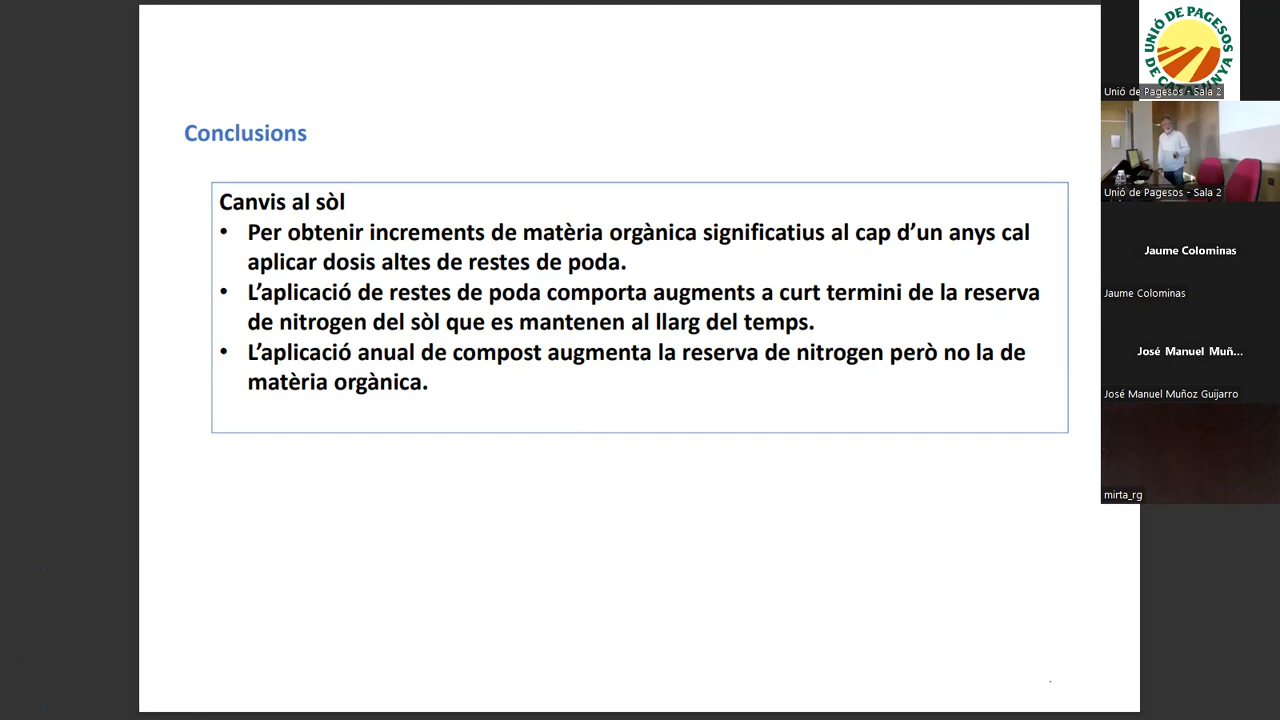 Conclusions
Canvis al sòl
• Per obtenir increments de matèria orgànica significatius al cap d’un anys cal
aplicar dosis altes de restes de poda.
• L’aplicació de restes de poda comporta augments a curt termini de la reserva
de nitrogen del sòl que es mantenen al llarg del temps.
• L’aplicació anual de compost augmenta la reserva de nitrogen però no la de
matèria orgànica.
UNIÓ DE PAGESOS
DE CATALUNYA
Unió de Pagesos - Sala 2
Unió de Pagesos - Sala 2
Jaume Colominas
Jaume Colominas
José Manuel Muñ...
José Manuel Muñoz Guijarro
mirta_rg